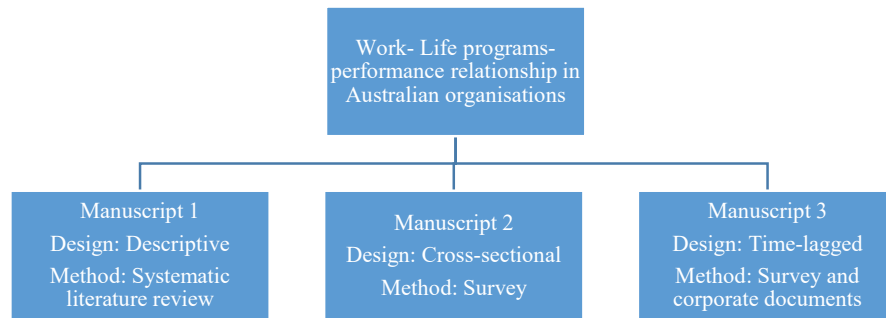 Work- Life programs-
performance relationship in
Australian organisations
Manuscript 1
Design: Descriptive
Method: Systematic
literature review
Manuscript 2
Design: Cross-sectional
Method: Survey
Manuscript 3
Design: Time-lagged
Method: Survey and
corporate documents